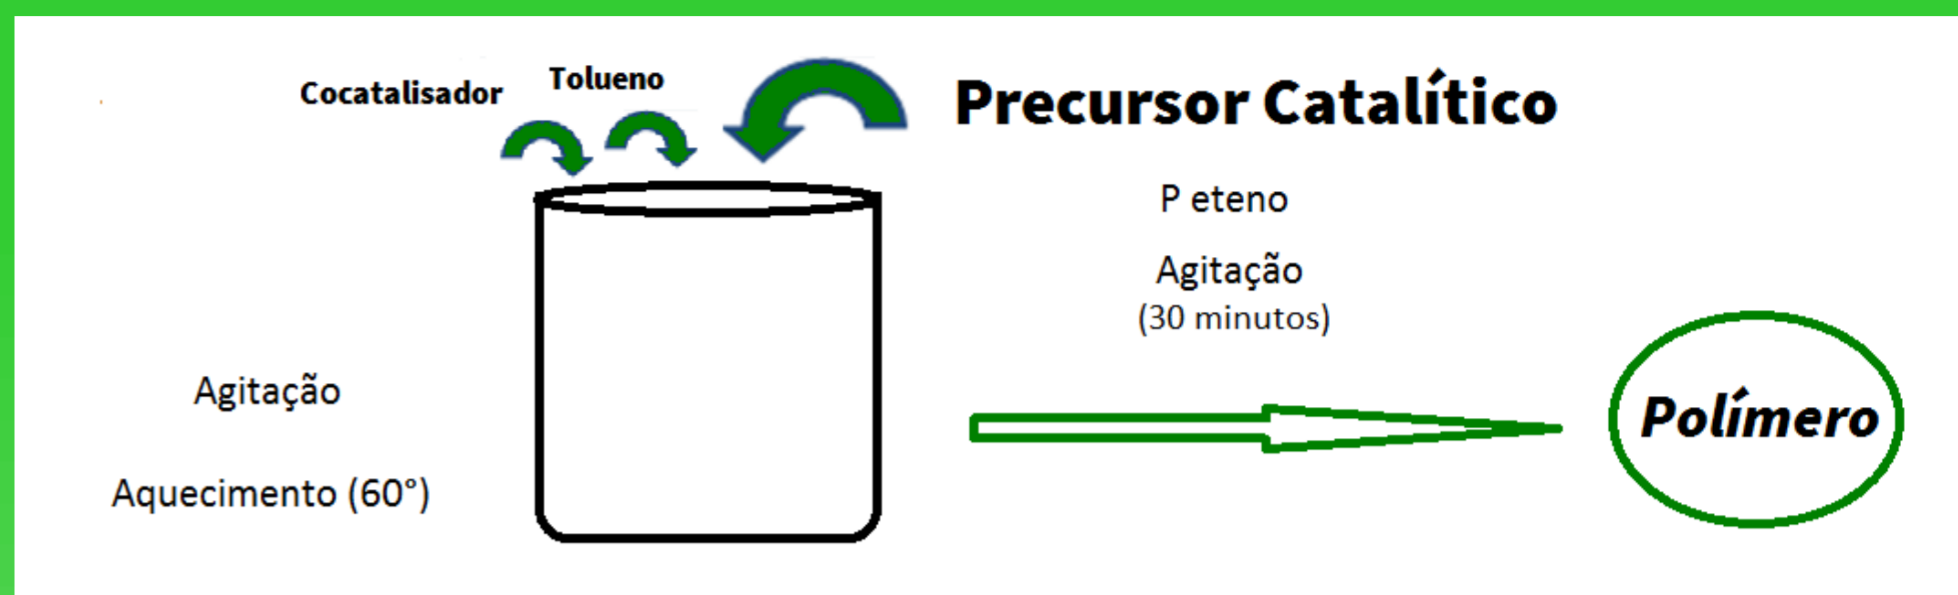 Cocatalisador
Tolueno
Precursor Catalítico
P eteno
Agitação
(30 minutos)
Agitação
Aquecimento (60°)
Polímero